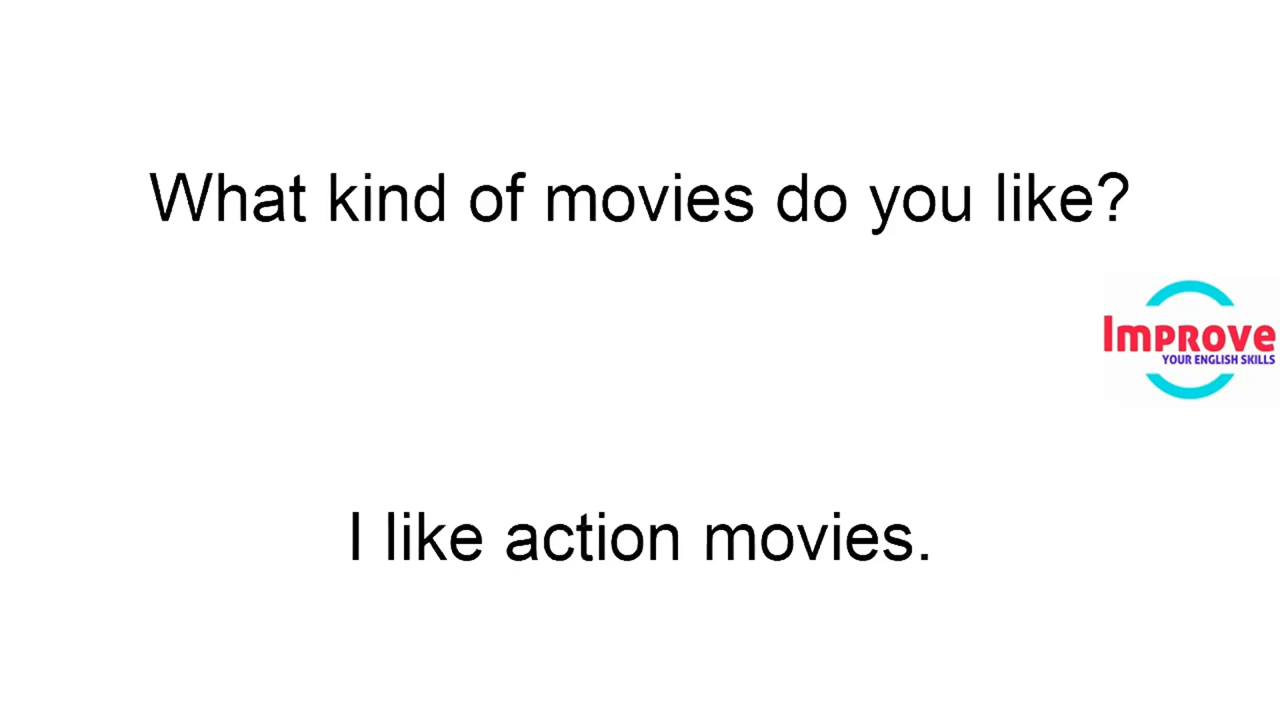 What kind of movies do you like?
Improve
YOUR ENGLISH SKILLS
I like action movies.